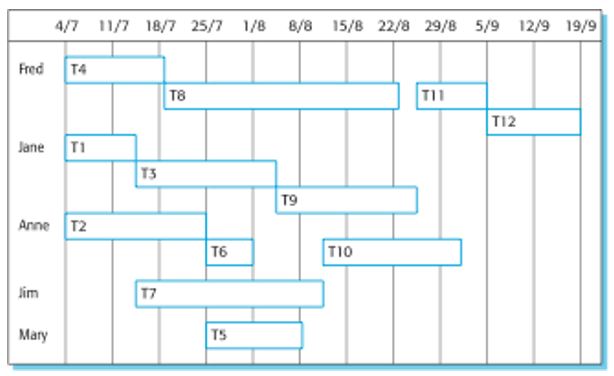 4/7 11/7 18/7 25/7 1/8 8/8 15/8 22/8 29/8 5/9 12/9 19/9
Fred T4
T8 T11
T12
Jane T1
T3
T9
Anne T2
T6 T10
Jim T7
Mary T5